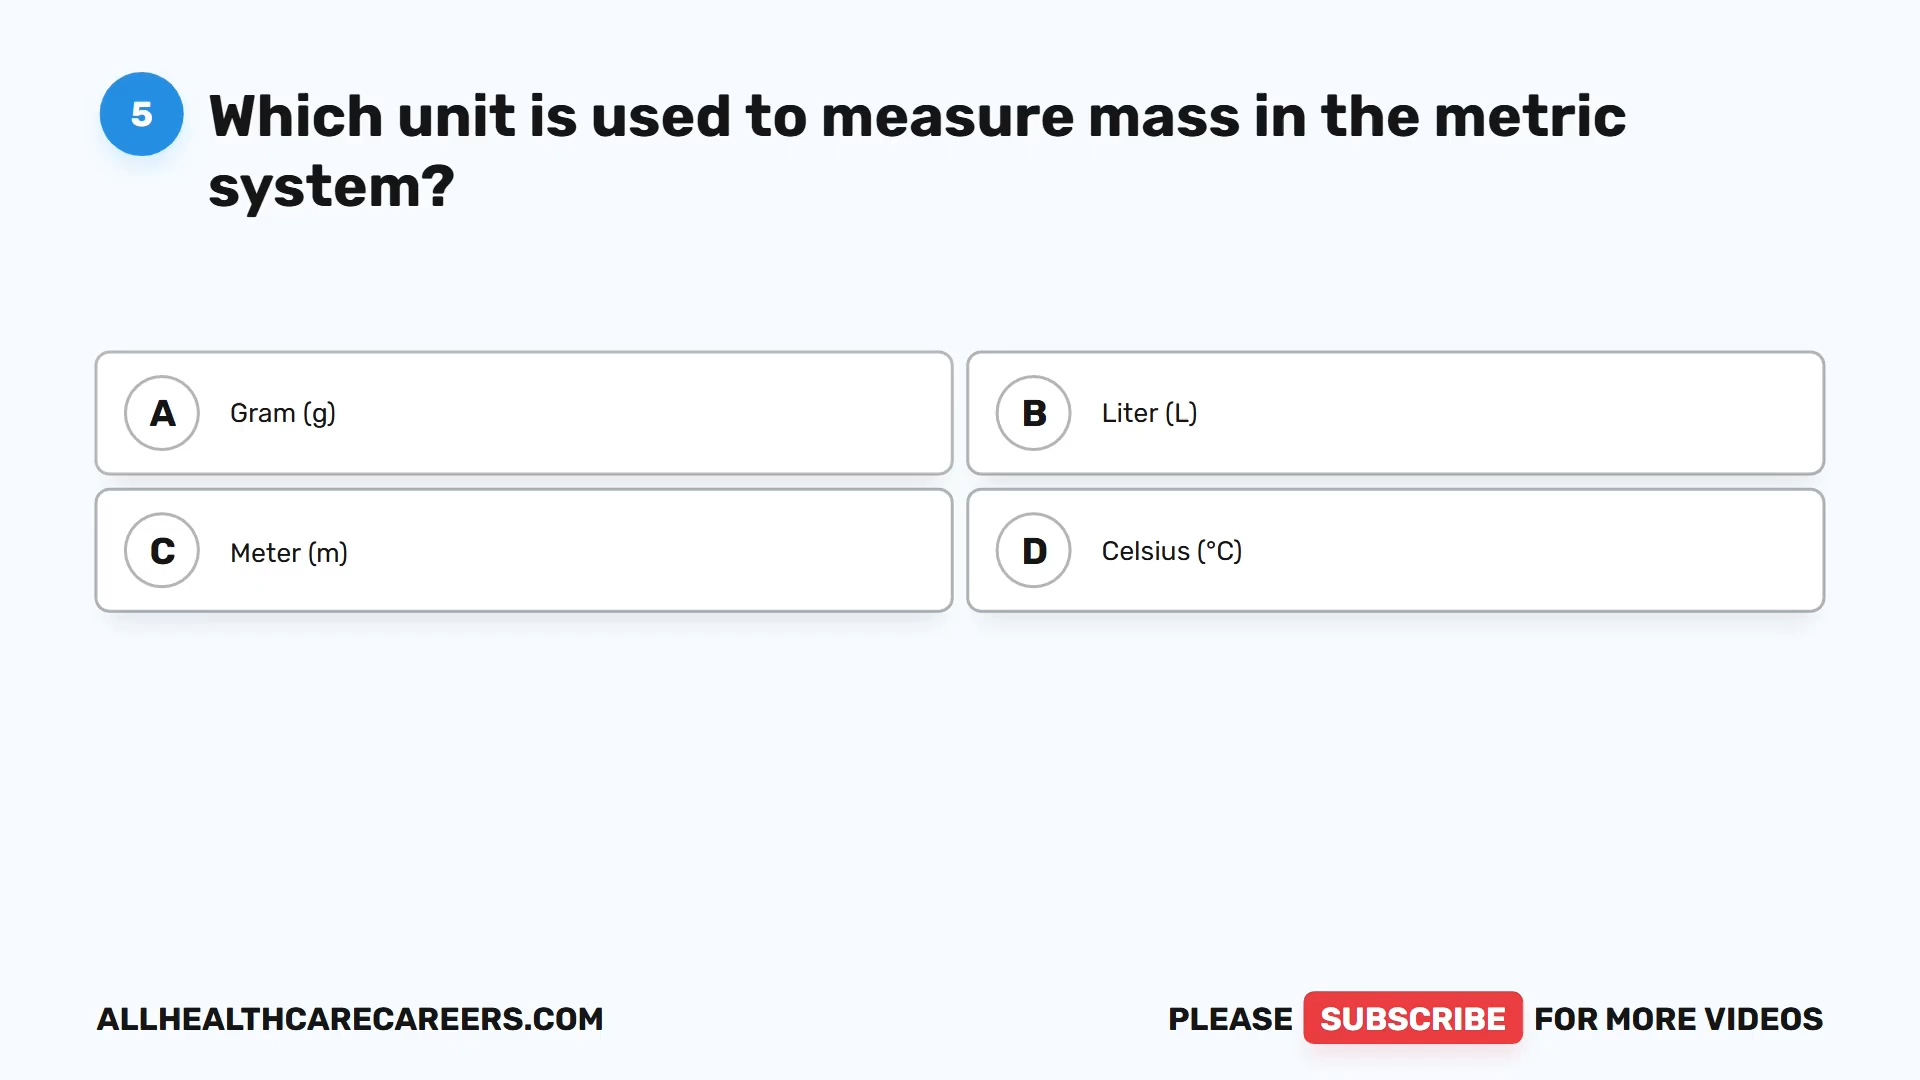 5
Which unit is used to measure mass in the metric
system?
A Gram (g)
B Liter (L)
C Meter (m)
D Celsius (°C)
ALLHEALTHCARECAREERS.COM
PLEASE SUBSCRIBE FOR MORE VIDEOS